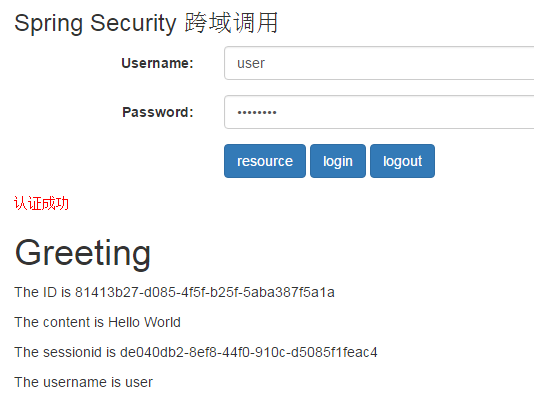 Spring Security 跨域调用
Username: user
Password: ••••••••
resource login logout
认证成功
Greeting
The ID is 81413b27-d085-4f5f-b25f-5aba387f5a1a
The content is Hello World
The sessionid is de040db2-8ef8-44f0-910c-d5085f1feac4
The username is user